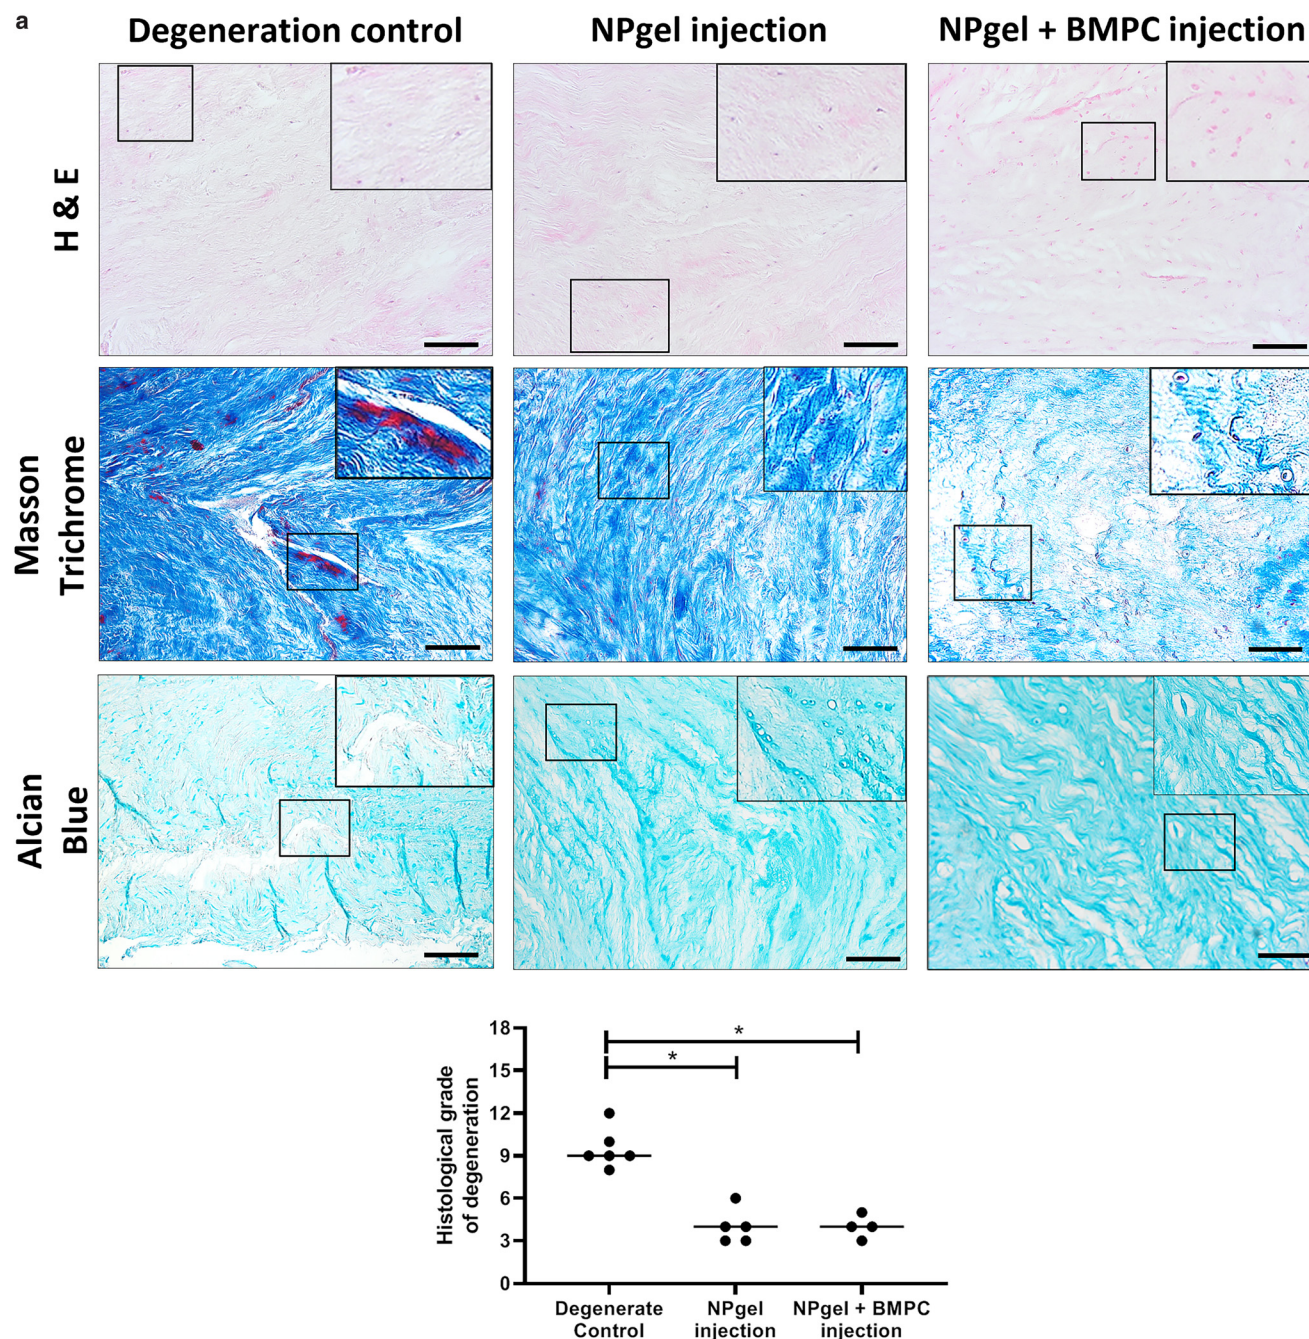 a
Degeneration control
NPgel injection
NPgel + BMPC injection
H & E
Masson
Trichrome
Alcian
Blue
18
15
12
9
6
3
0
Histological grade
of degeneration
*
*
Degenerate
Control
NPgel
injection
NPgel + BMPC
injection